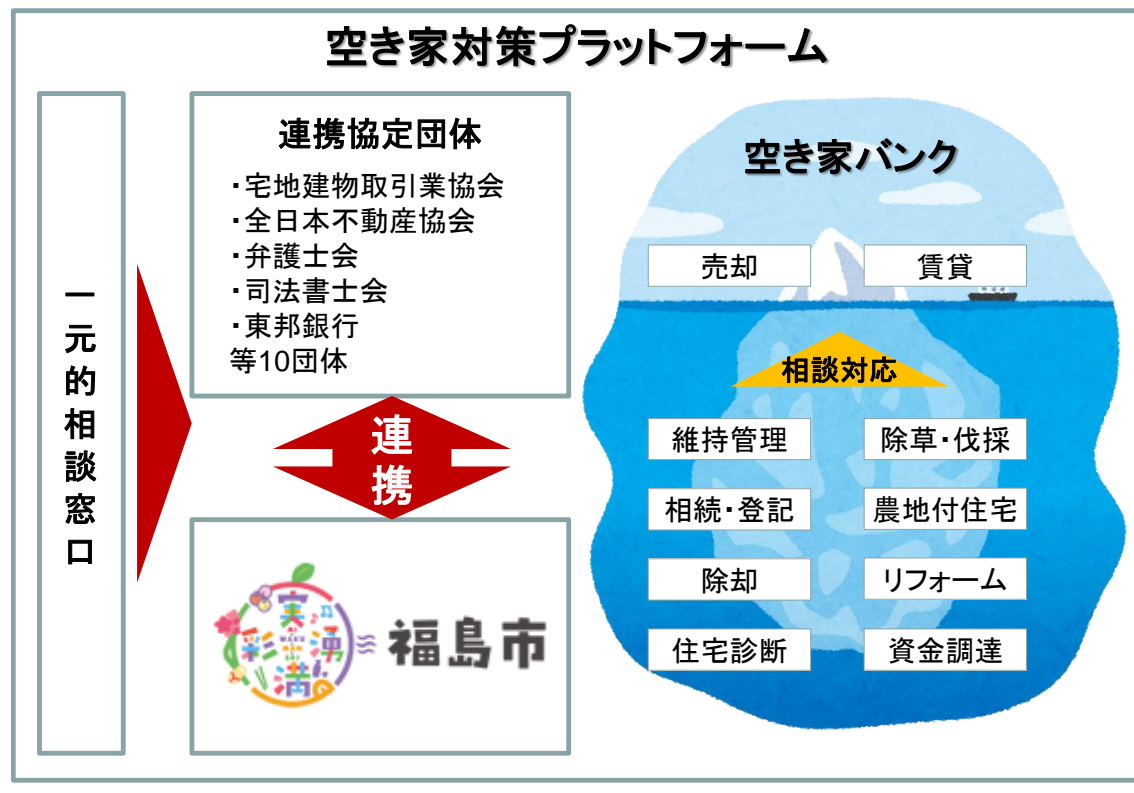 空き家対策プラットフォーム
一元的相談窓口
連携協定団体
・宅地建物取引業協会
・全日本不動産協会
・弁護士会
・司法書士会
・東邦銀行
等10団体
連携
実
湧
彩
満
福島市
空き家バンク
売却
賃貸
相談対応
維持管理
除草・伐採
相続・登記
農地付住宅
除却
リフォーム
住宅診断
資金調達